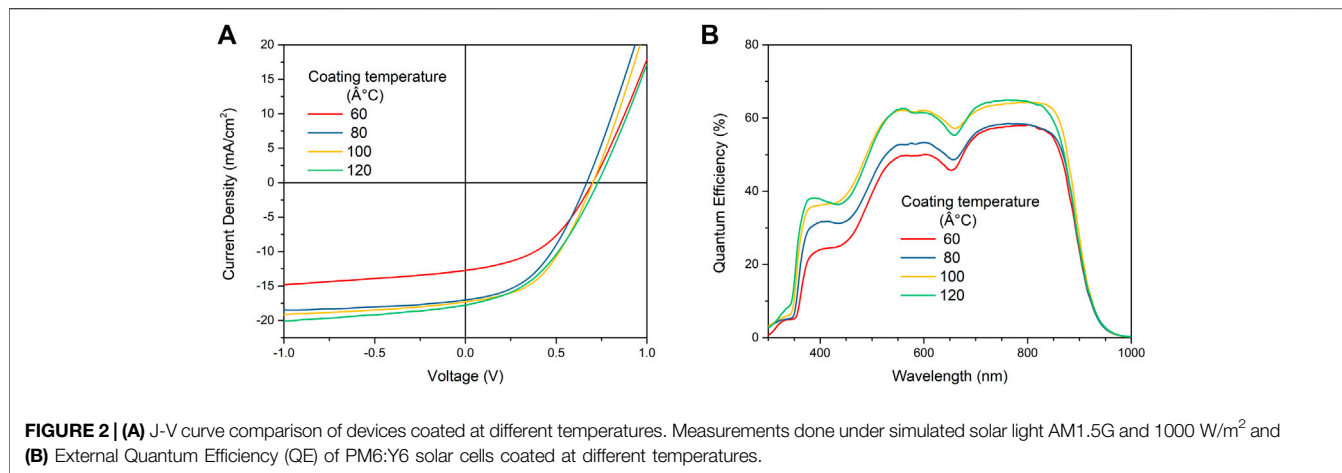 A
Current Density (mA/cm²)
20
15
10
5
0
-5
-10
-15
-20
Coating temperature
(Â°C)
60
80
100
120
-1.0
-0.5
0.0
0.5
1.0
Voltage (V)
B
Quantum Efficiency (%)
80
60
40
20
0
Coating temperature
(Â°C)
60
80
100
120
400
600
800
1000
Wavelength (nm)
FIGURE 2 | (A) J-V curve comparison of devices coated at different temperatures. Measurements done under simulated solar light AM1.5G and 1000 W/m² and
(B) External Quantum Efficiency (QE) of PM6:Y6 solar cells coated at different temperatures.